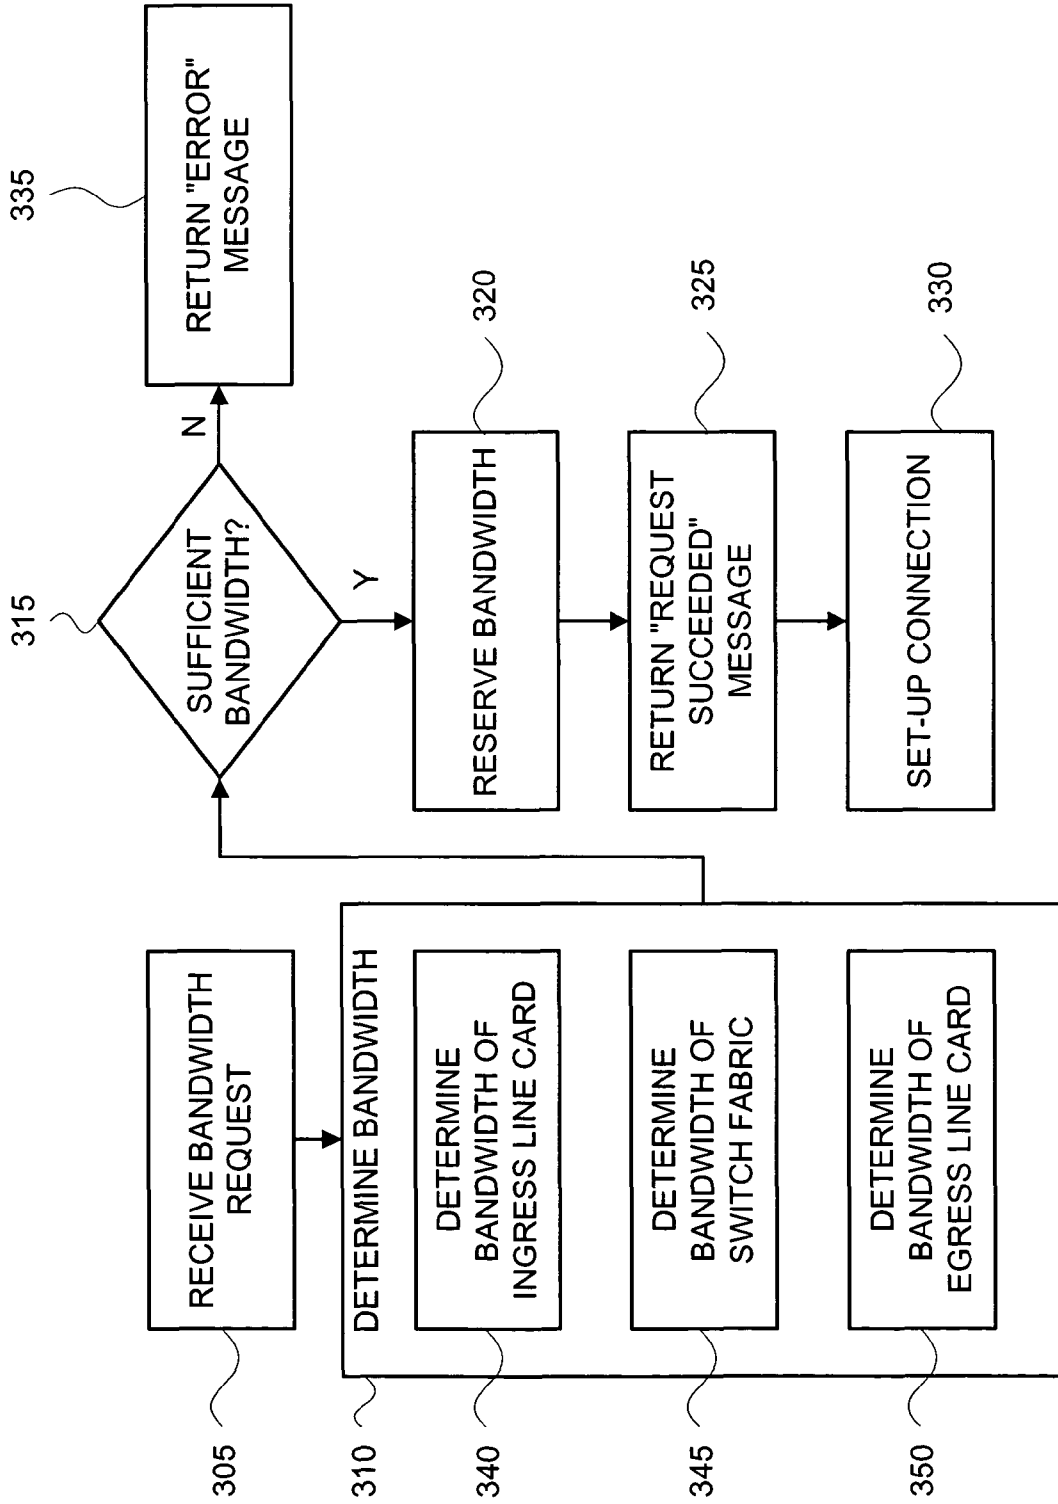 305
RECEIVE BANDWIDTH
REQUEST
310
DETERMINE BANDWIDTH
340
DETERMINE
BANDWIDTH OF
INGRESS LINE CARD
345
DETERMINE
BANDWIDTH OF
SWITCH FABRIC
350
DETERMINE
BANDWIDTH OF
EGRESS LINE CARD
315
SUFFICIENT
BANDWIDTH?
N
Y
335
RETURN "ERROR"
MESSAGE
RESERVE BANDWIDTH
320
RETURN "REQUEST
SUCCEEDED"
MESSAGE
325
SET-UP CONNECTION
330